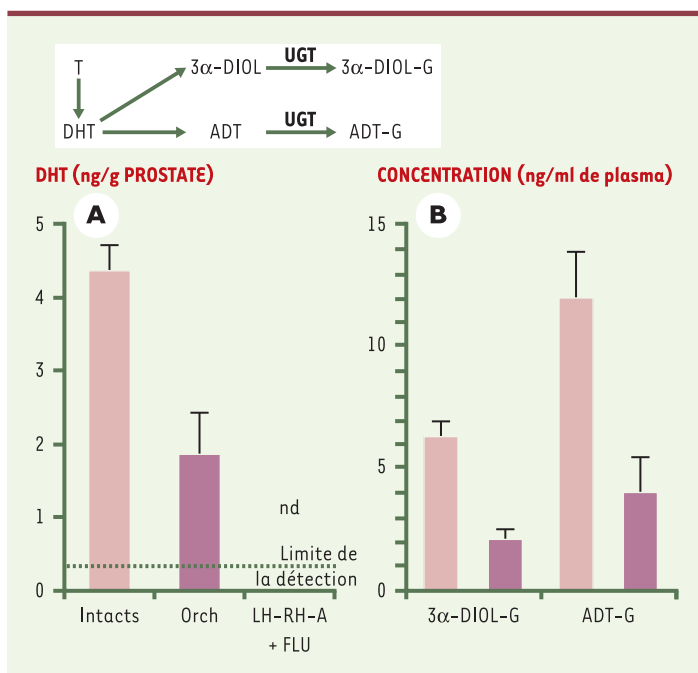 T
3α-DIOL
UGT
3α-DIOL-G
DHT
ADT
UGT
ADT-G
DHT (ng/g PROSTATE)
A
5
4
3
2
1
0
nd
Limite de
la détection
Intacts
Orch
LH-RH-A
+ FLU
CONCENTRATION (ng/ml de plasma)
B
15
10
5
0
3α-DIOL-G
ADT-G